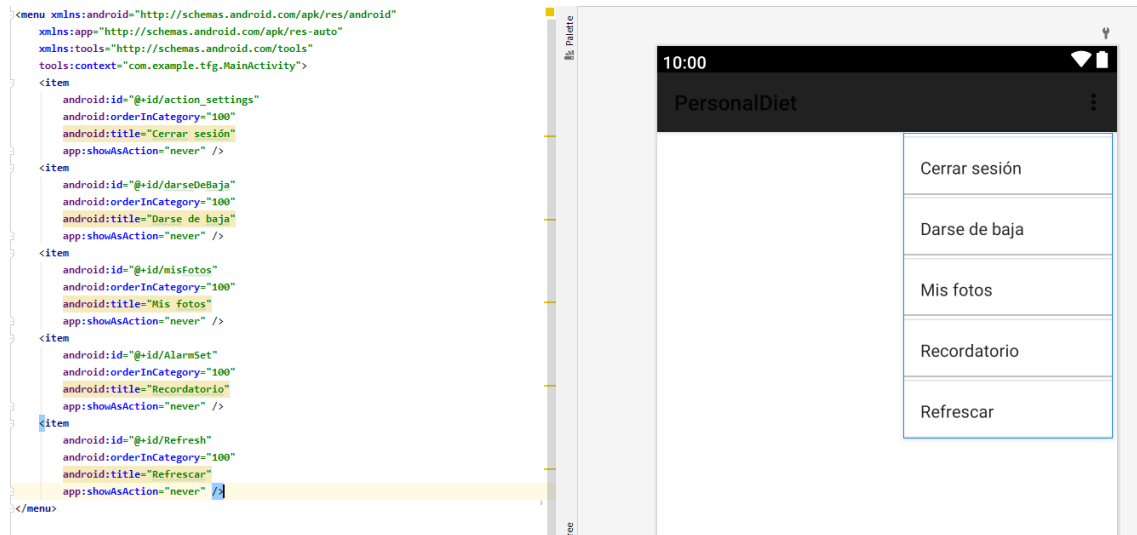 <menu xmlns:android="http://schemas.android.com/apk/res/android"
xmlns:app="http://schemas.android.com/apk/res-auto"
xmlns:tools="http://schemas.android.com/tools"
tools:context="com.example.tfg.MainActivity">
<item
android:id="@+id/action_settings"
android:orderInCategory="100"
android:title="Cerrar sesión"
app:showAsAction="never" />
<item
android:id="@+id/darseDeBaja"
android:orderInCategory="100"
android:title="Darse de baja"
app:showAsAction="never" />
<item
android:id="@+id/misFotos"
android:orderInCategory="100"
android:title="Mis fotos"
app:showAsAction="never" />
<item
android:id="@+id/AlarmSet"
android:orderInCategory="100"
android:title="Recordatorio"
app:showAsAction="never" />
<item
android:id="@+id/Refresh"
android:orderInCategory="100"
android:title="Refrescar"
app:showAsAction="never" />
</menu>
Palette
10:00
PersonalDiet
Cerrar sesión
Darse de baja
Mis fotos
Recordatorio
Refrescar